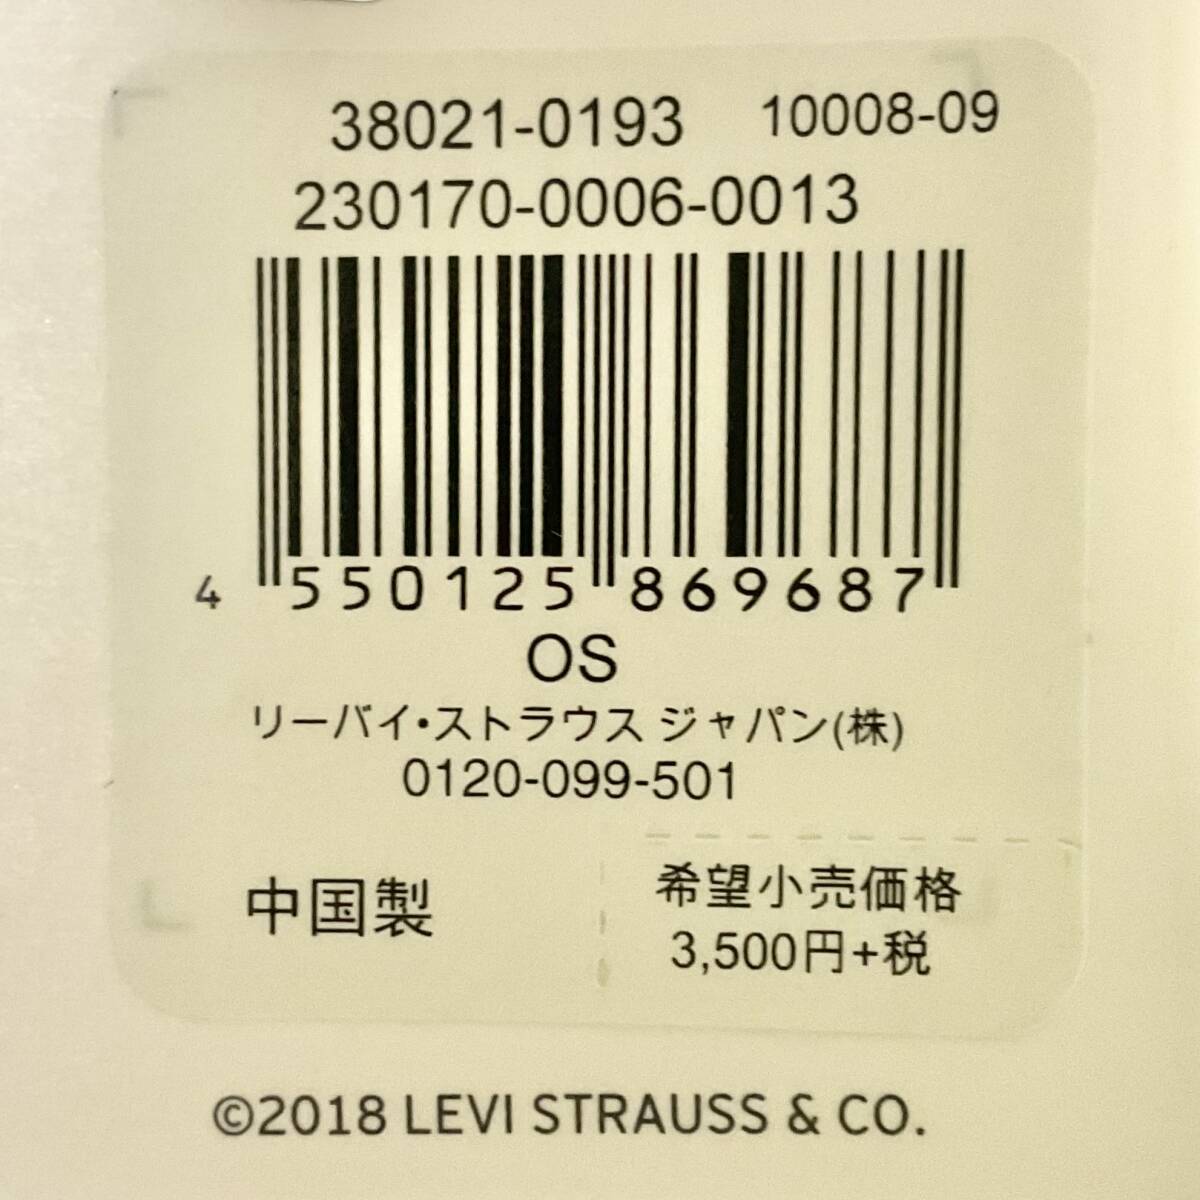 38021-0193 10008-09
230170-0006-0013
4 550125 869687
OS
リーバイ・ストラウス ジャパン(株)
0120-099-501
中国製
希望小売価格
3,500円+税
©2018 LEVI STRAUSS & CO.